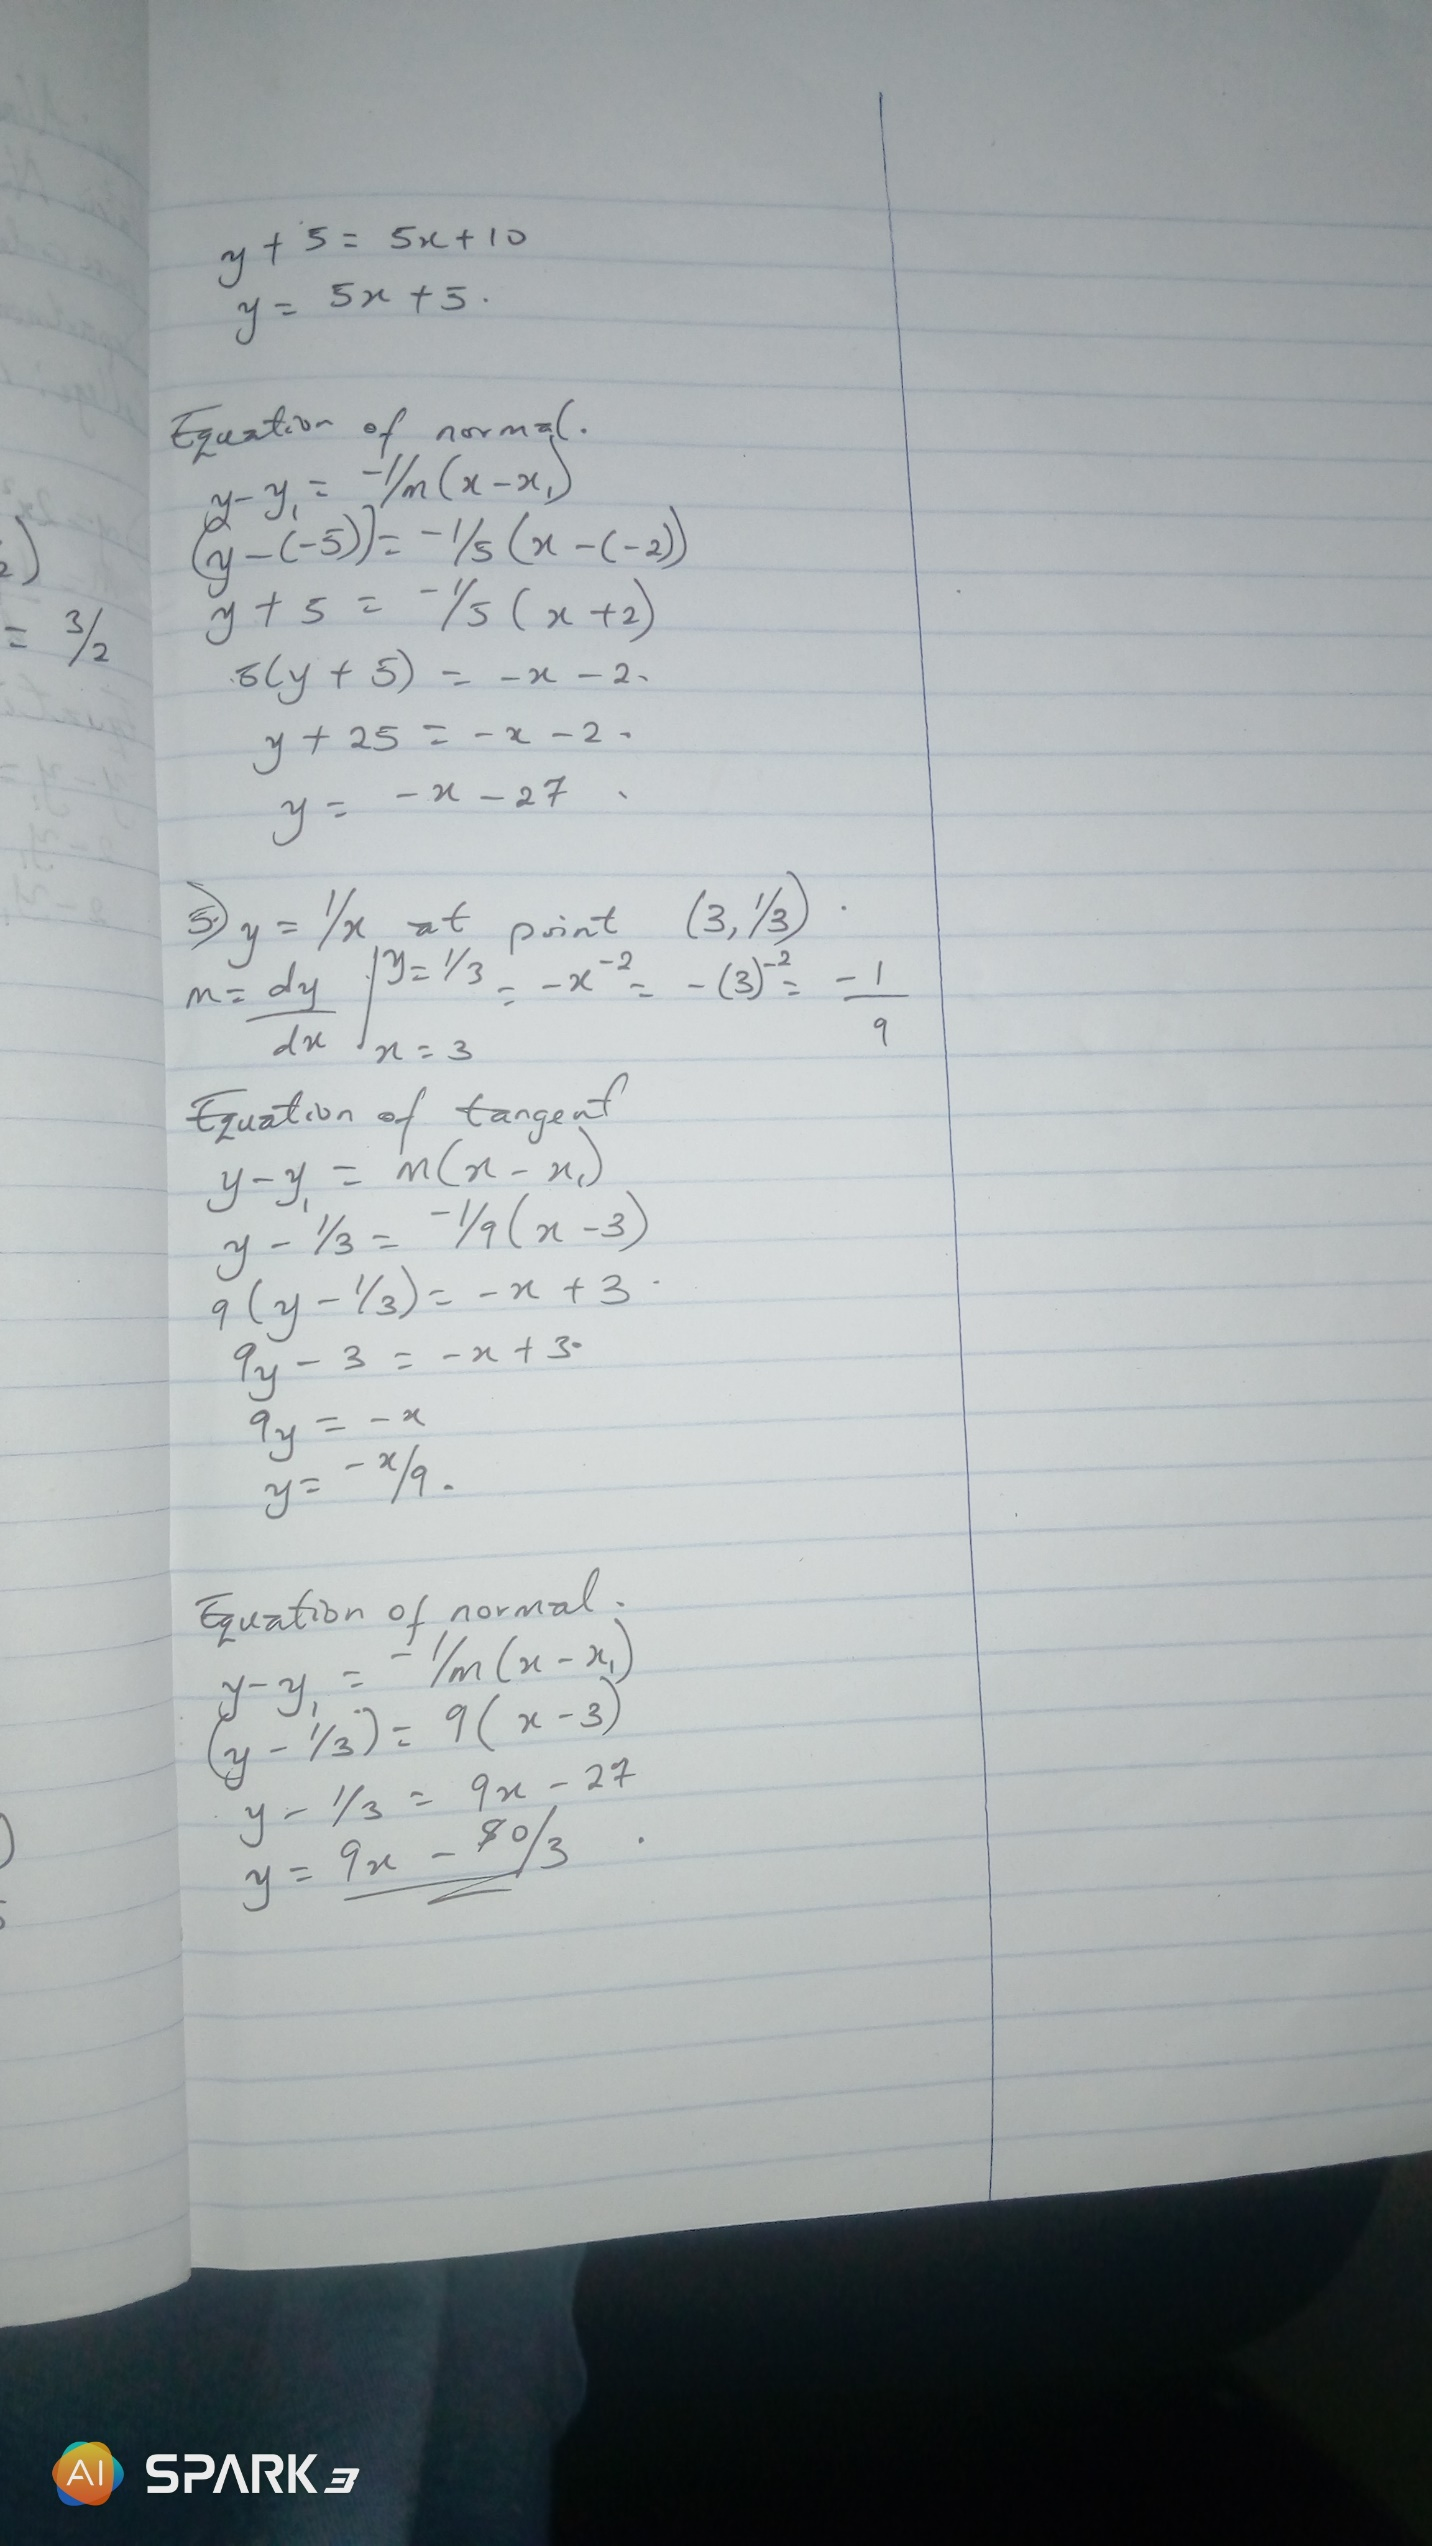 y + 5 = 5x + 10
y = 5x + 5.
Equation of normal.
y - y₁ = -1/m (x - x₁)
(y - (-5)) = -1/5 (x - (-2))
y + 5 = -1/5 (x + 2)
5(y + 5) = -x - 2.
y + 25 = -x - 2.
y = -x - 27.
= 3/2
5) y = 1/x at point (3, 1/3).
m = dy/dx | y = 1/3 = -x⁻² = -(3)⁻² = -1/9
x = 3
Equation of tangent
y - y₁ = m(x - x₁)
y - 1/3 = -1/9 (x - 3)
9(y - 1/3) = -x + 3.
9y - 3 = -x + 3.
9y = -x
y = -x/9.
Equation of normal.
y - y₁ = -1/m (x - x₁)
(y - 1/3) = 9(x - 3)
y - 1/3 = 9x - 27
y = 9x - 80/3.
AI SPARK 3